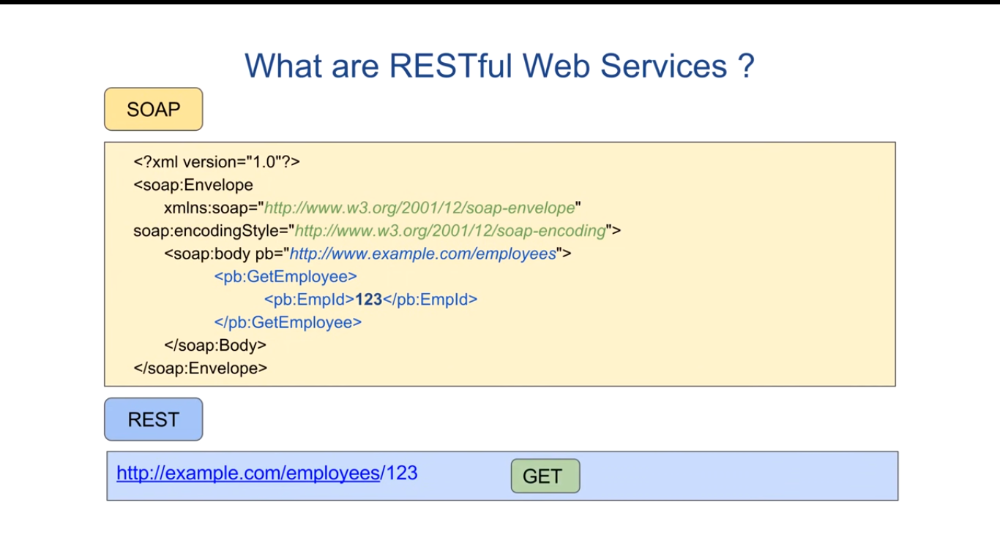 What are RESTful Web Services ?
SOAP
<?xml version="1.0"?>
<soap:Envelope
xmlns:soap="http://www.w3.org/2001/12/soap-envelope"
soap:encodingStyle="http://www.w3.org/2001/12/soap-encoding">
<soap:body pb="http://www.example.com/employees">
<pb:GetEmployee>
<pb:EmpId>123</pb:EmpId>
</pb:GetEmployee>
</soap:Body>
</soap:Envelope>
REST
http://example.com/employees/123 GET